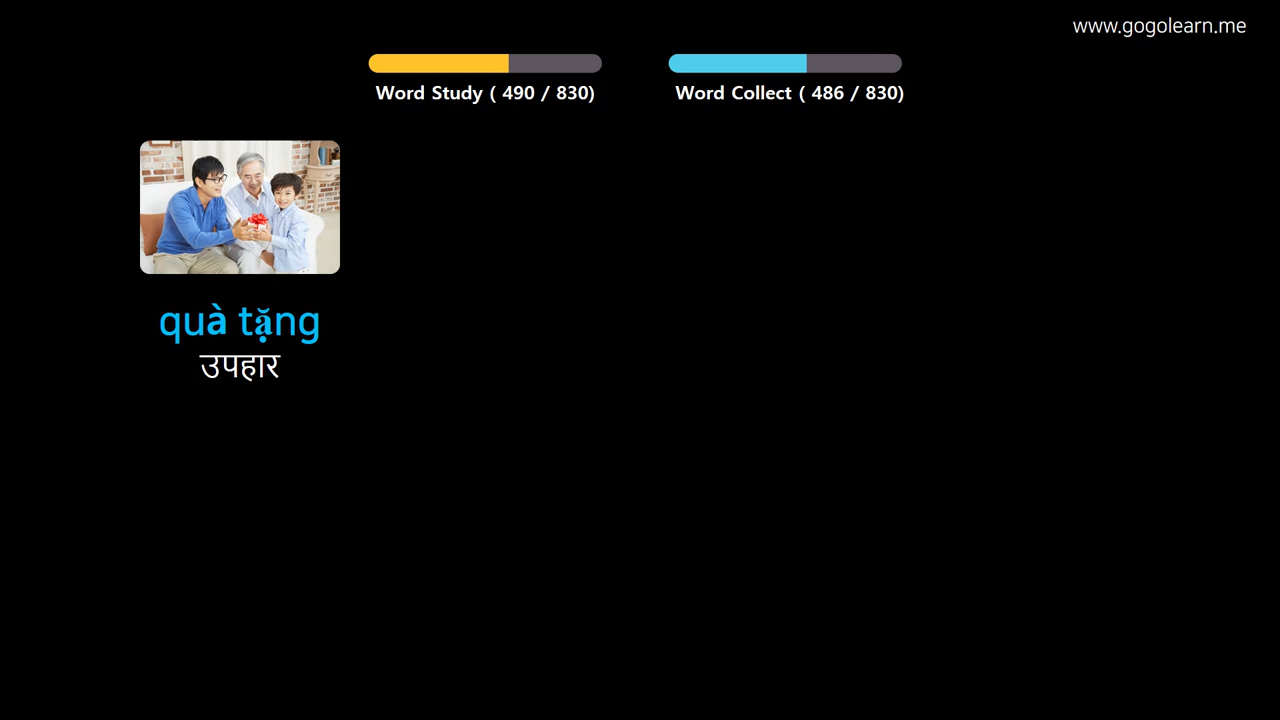 www.gogolearn.me
Word Study ( 490 / 830)
Word Collect ( 486 / 830)
quà tặng
उपहार